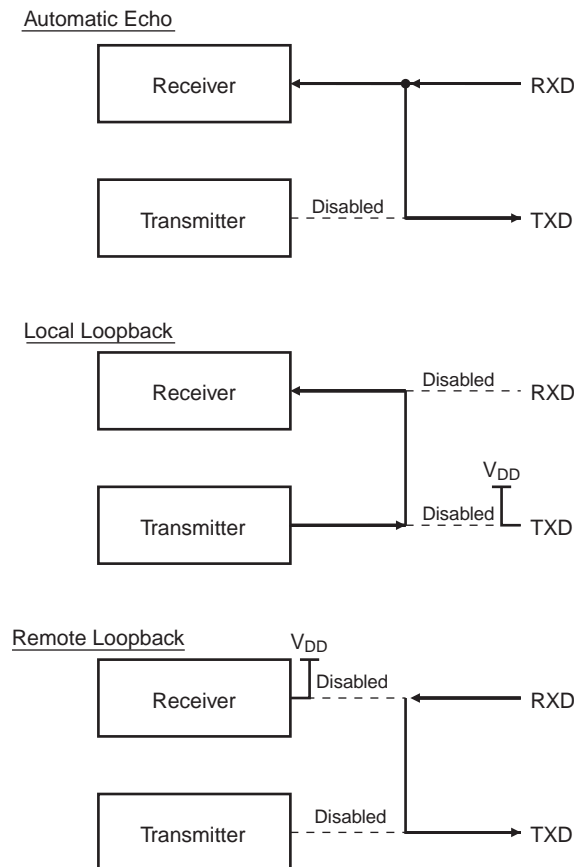 Automatic Echo
Receiver
RXD
Transmitter
Disabled
TXD
Local Loopback
Receiver
Disabled
RXD
VDD
Transmitter
Disabled
TXD
Remote Loopback
VDD
Receiver
Disabled
RXD
Transmitter
Disabled
TXD